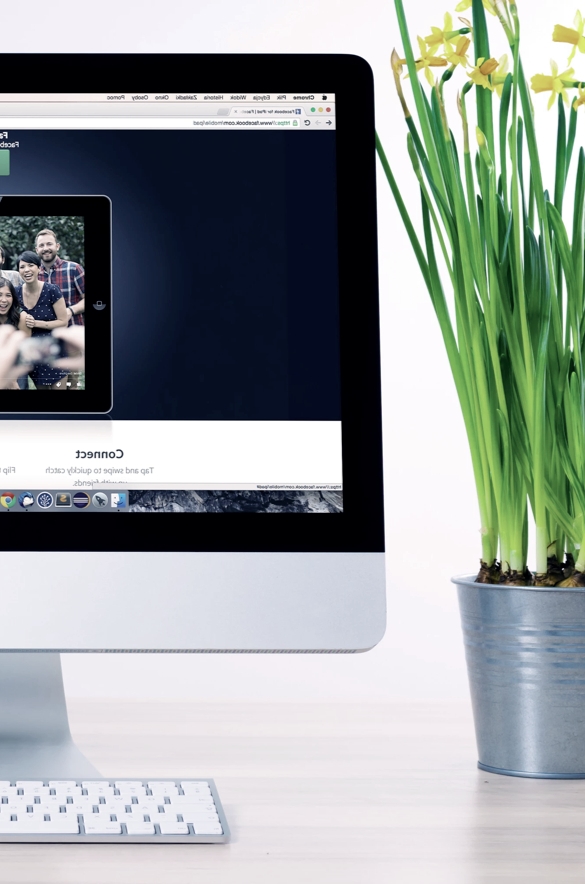 Chrome Plik Edycja Widok Historia Zakładki Okno Osoby Pomoc
Facebook for iPad | Faceb
https://www.facebook.com/mobile/ipad
Fa
Faceb
Connect
Tap and swipe to quickly catch
up with friends.
Flip t
https://www.facebook.com/mobile/ipad#